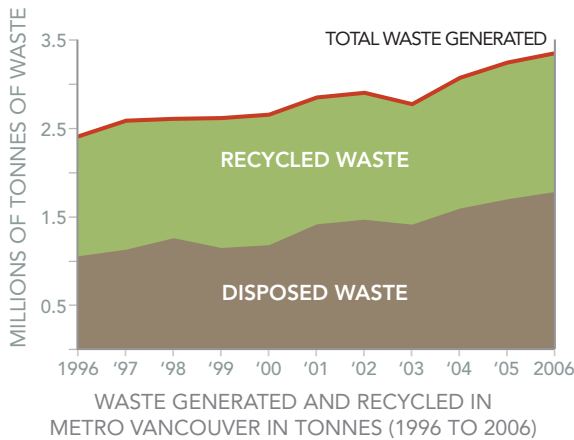 3.5
TOTAL WASTE GENERATED
MILLIONS OF TONNES OF WASTE
2.5
RECYCLED WASTE
1.5
DISPOSED WASTE
0.5
1996 '97 '98 '99 '00 '01 '02 '03 '04 '05 2006
WASTE GENERATED AND RECYCLED IN
METRO VANCOUVER IN TONNES (1996 TO 2006)